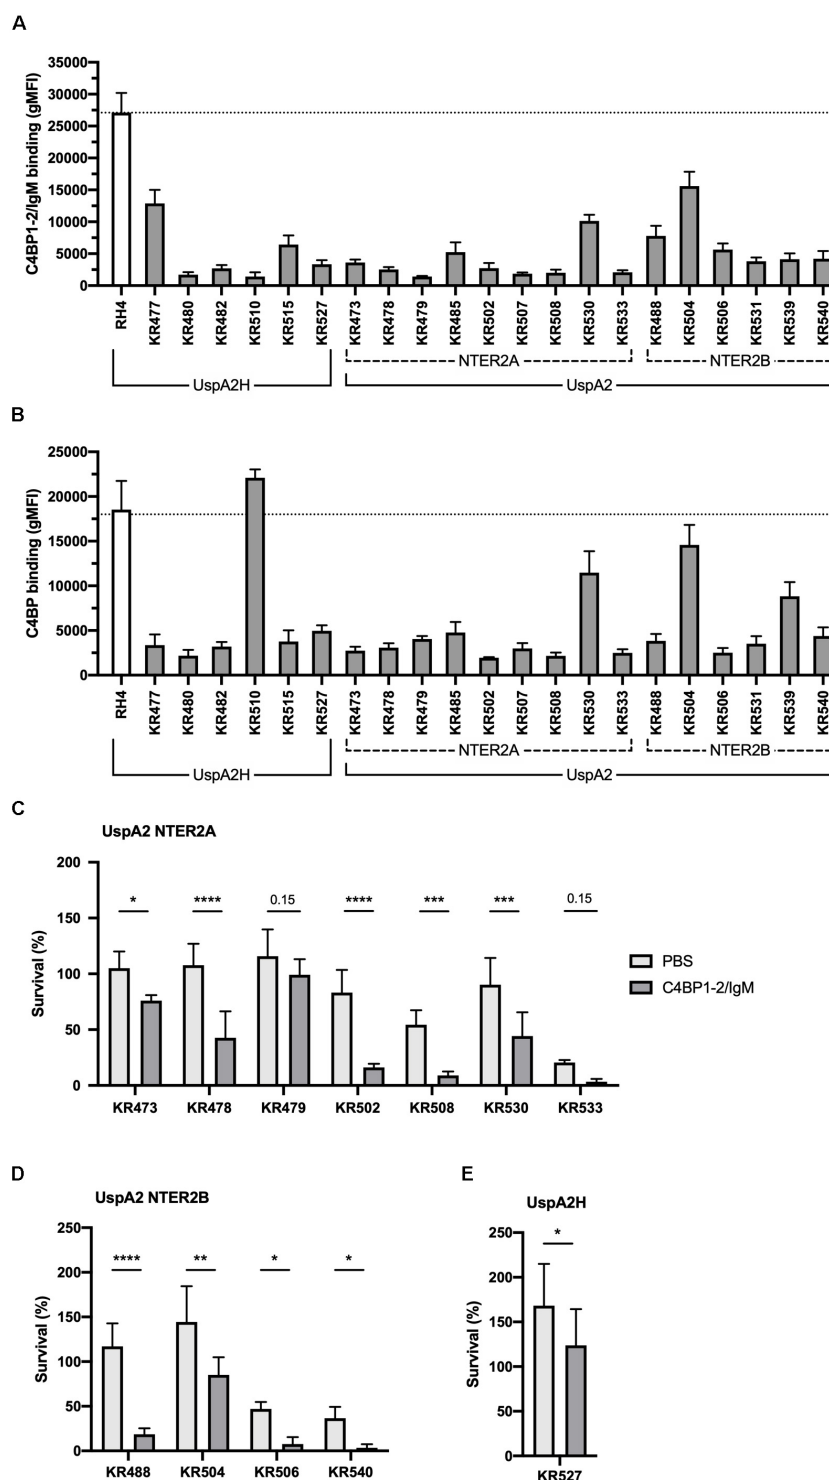 A
35000
30000
25000
20000
15000
10000
5000
0
C4BP1-2/IgM binding (gMFI)
RH4 KR477 KR480 KR482 KR510 KR515 KR527 KR473 KR478 KR479 KR485 KR502 KR507 KR508 KR530 KR533 KR488 KR504 KR506 KR531 KR539 KR540
NTER2A NTER2B
UspA2H UspA2
B
25000
20000
15000
10000
5000
0
C4BP binding (gMFI)
RH4 KR477 KR480 KR482 KR510 KR515 KR527 KR473 KR478 KR479 KR485 KR502 KR507 KR508 KR530 KR533 KR488 KR504 KR506 KR531 KR539 KR540
NTER2A NTER2B
UspA2H UspA2
C
UspA2 NTER2A
200
150
100
50
0
Survival (%)
* **** 0.15 **** *** *** 0.15
PBS
C4BP1-2/IgM
KR473 KR478 KR479 KR502 KR508 KR530 KR533
D
UspA2 NTER2B
250
200
150
100
50
0
Survival (%)
**** ** * *
KR488 KR504 KR506 KR540
E
UspA2H
250
200
150
100
50
0
Survival (%)
*
KR527